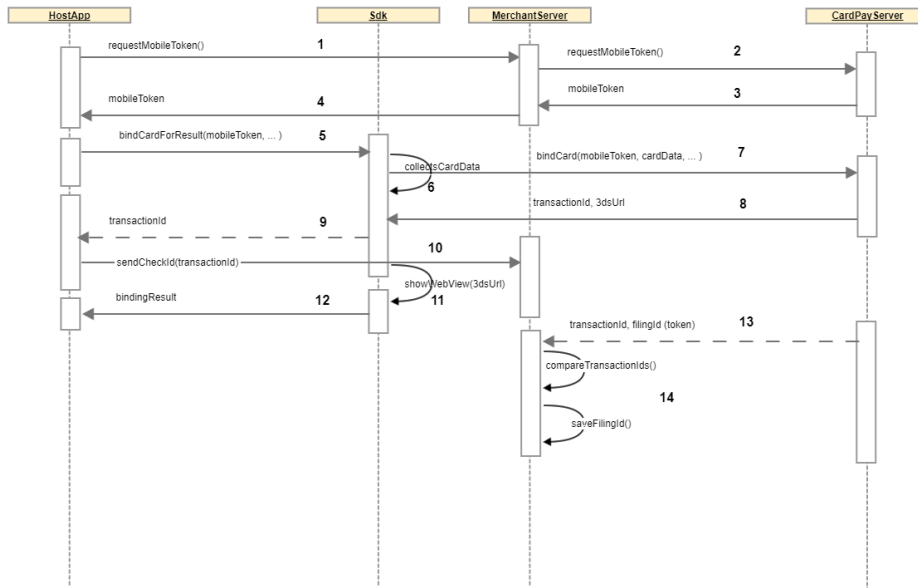 HostApp
Sdk
MerchantServer
CardPayServer
requestMobileToken()
1
requestMobileToken()
2
mobileToken
3
mobileToken
4
bindCardForResult(mobileToken, ... )
5
collectsCardData
6
bindCard(mobileToken, cardData, ... )
7
transactionId, 3dsUrl
8
transactionId
9
sendCheckId(transactionId)
10
showWebView(3dsUrl)
11
bindingResult
12
transactionId, filingId (token)
13
compareTransactionIds()
14
saveFilingId()